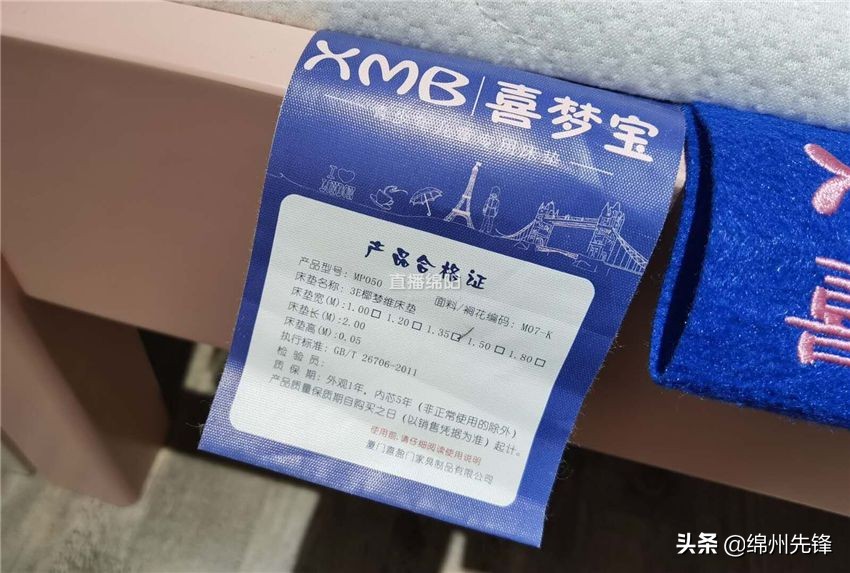 XMB|喜梦宝
用床垫
I
LONDON
产品合格证
直播绵阳
产品型号: MP050 面料/裥花编码: M07-K
床垫名称: 3E椰梦维床垫
床垫宽(M):1.00□ 1.20□ 1.35☑ 1.50□ 1.80□
床垫长(M):2.00
床垫高(M):0.05
执行标准: GB/T 26706-2011
检 验 员:
质 保 期: 外观1年, 内芯5年 (非正常使用的除外)
产品质量保质期自购买之日 (以销售凭据为准) 起计。
使用前,请仔细阅读使用说明
厦门喜盈门家具制品有限公司
头条 @绵州先锋